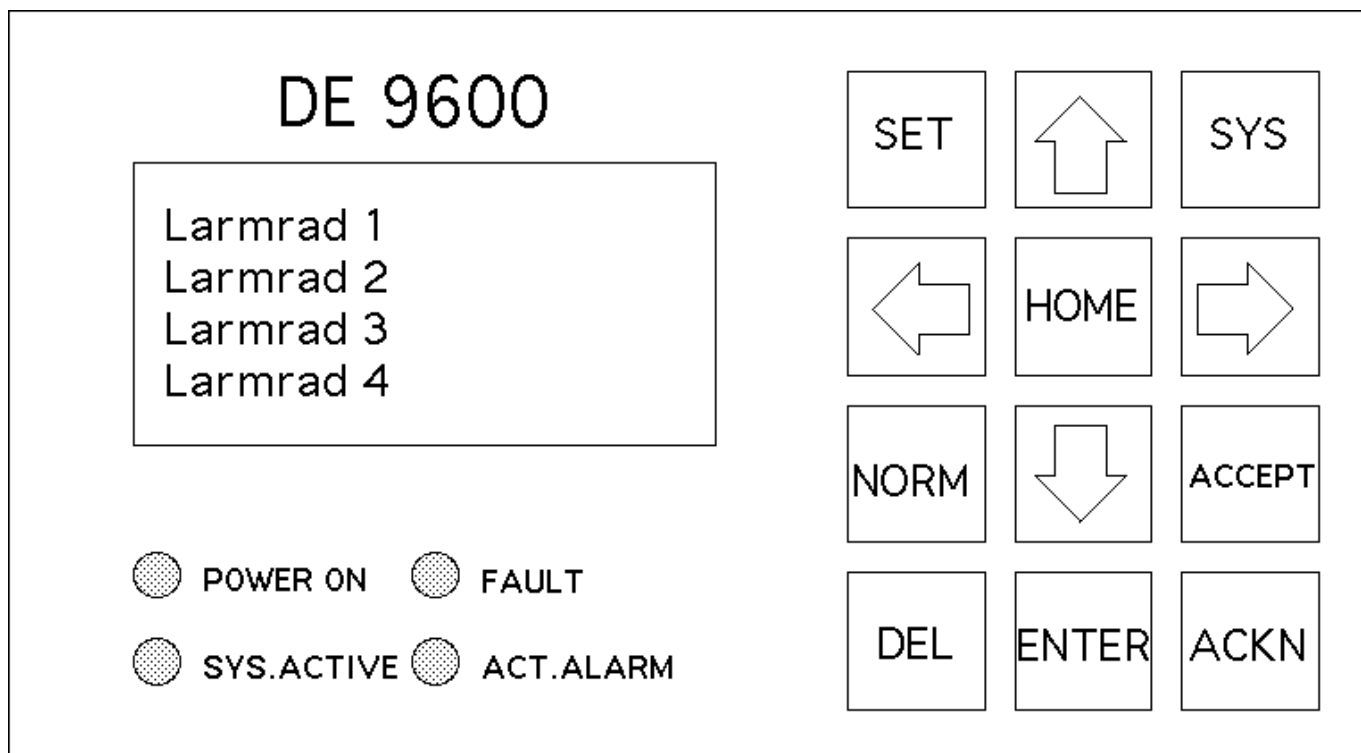 DE 9600
Larmrad 1
Larmrad 2
Larmrad 3
Larmrad 4
POWER ON FAULT
SYS.ACTIVE ACT.ALARM
SET SYS
HOME
NORM ACCEPT
DEL ENTER ACKN